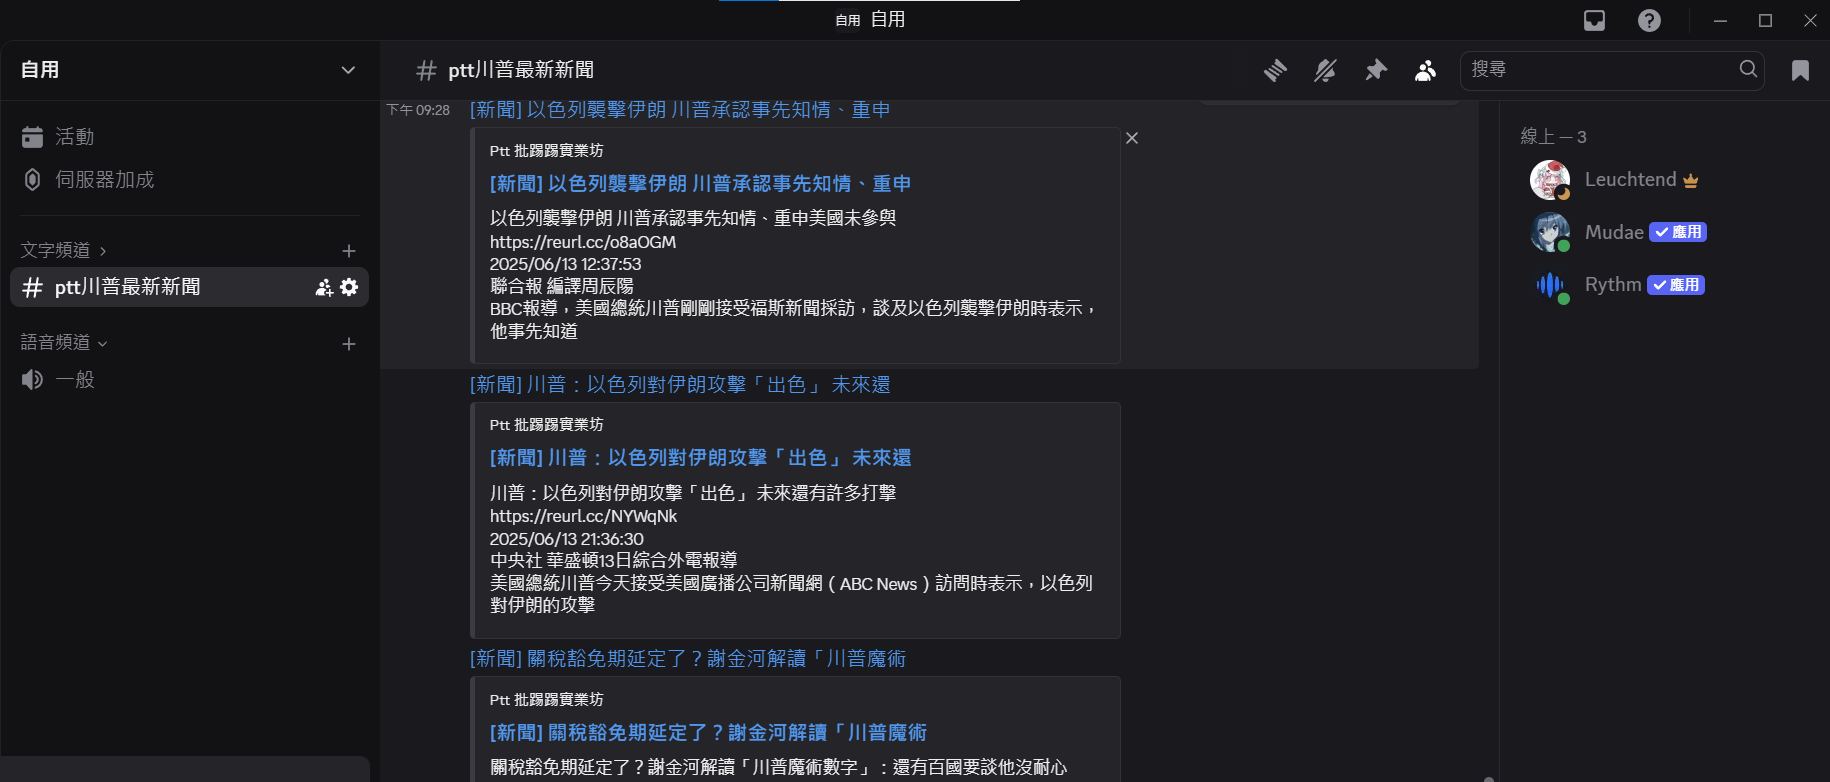 自用 自用
自用
活動
伺服器加成
文字頻道
ptt川普最新新聞
語音頻道
一般
ptt川普最新新聞
搜尋
下午 09:28
[新聞] 以色列襲擊伊朗 川普承認事先知情、重申
Ptt 批踢踢實業坊
[新聞] 以色列襲擊伊朗 川普承認事先知情、重申
以色列襲擊伊朗 川普承認事先知情、重申美國未參與
https://reurl.cc/o8aOGM
2025/06/13 12:37:53
聯合報 編譯周辰陽
BBC報導，美國總統川普剛剛接受福斯新聞採訪，談及以色列襲擊伊朗時表示，
他事先知道
[新聞] 川普：以色列對伊朗攻擊「出色」 未來還
Ptt 批踢踢實業坊
[新聞] 川普：以色列對伊朗攻擊「出色」 未來還
川普：以色列對伊朗攻擊「出色」 未來還有許多打擊
https://reurl.cc/NYWqNk
2025/06/13 21:36:30
中央社 華盛頓13日綜合外電報導
美國總統川普今天接受美國廣播公司新聞網（ABC News）訪問時表示，以色列
對伊朗的攻擊
[新聞] 關稅豁免期延定了？謝金河解讀「川普魔術
Ptt 批踢踢實業坊
[新聞] 關稅豁免期延定了？謝金河解讀「川普魔術
關稅豁免期延定了？謝金河解讀「川普魔術數字」：還有百國要談他沒耐心
線上 — 3
Leuchtend
Mudae 應用
Rythm 應用